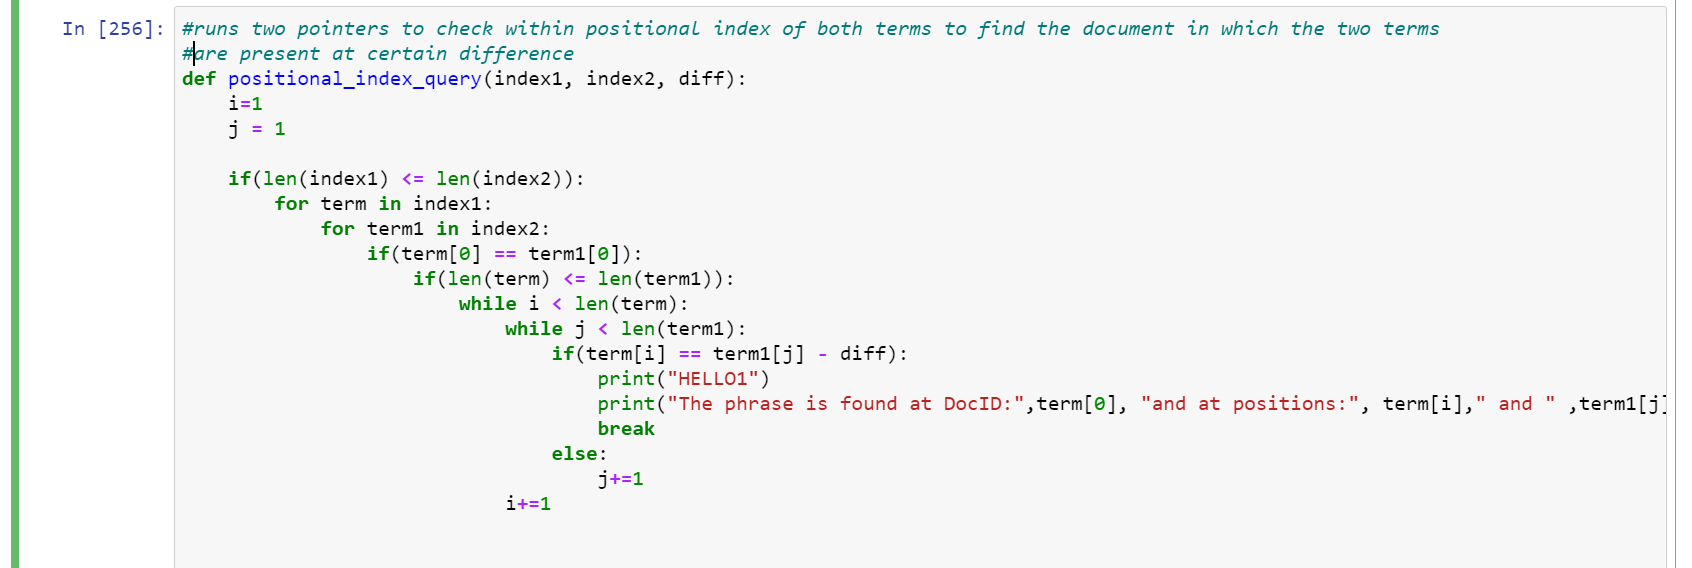 In [256]: #runs two pointers to check within positional index of both terms to find the document in which the two terms
#are present at certain difference
def positional_index_query(index1, index2, diff):
    i=1
    j = 1

    if(len(index1) <= len(index2)):
        for term in index1:
            for term1 in index2:
                if(term[0] == term1[0]):
                    if(len(term) <= len(term1)):
                        while i < len(term):
                            while j < len(term1):
                                if(term[i] == term1[j] - diff):
                                    print("HELLO1")
                                    print("The phrase is found at DocID:",term[0], "and at positions:", term[i]," and " ,term1[j]
                                    break
                                else:
                                    j+=1
                            i+=1